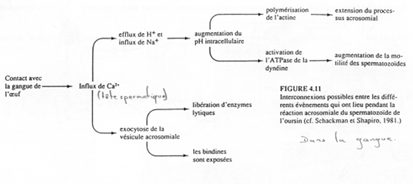 polymérisation
de l'actine
extension du proces-
sus acrosomial
efflux de H⁺ et
influx de Na⁺
augmentation du
pH intracellulaire
activation de
l'ATPase de la
dyndine
augmentation de la mo-
tilité des spermatozoïdes
Contact avec
la gangue de
l'œuf
Influx de Ca²⁺
(tête spermatique)
libération d'enzymes
lytiques
exocytose de la
vésicule acrosomiale
les bindines
sont exposées
FIGURE 4.11
Interconnexions possibles entre les diffé-
rents évènements qui ont lieu pendant la
réaction acrosomiale du spermatozoïde de
l'oursin (cf. Schackman et Shapiro, 1981.)
Dans la gangue.